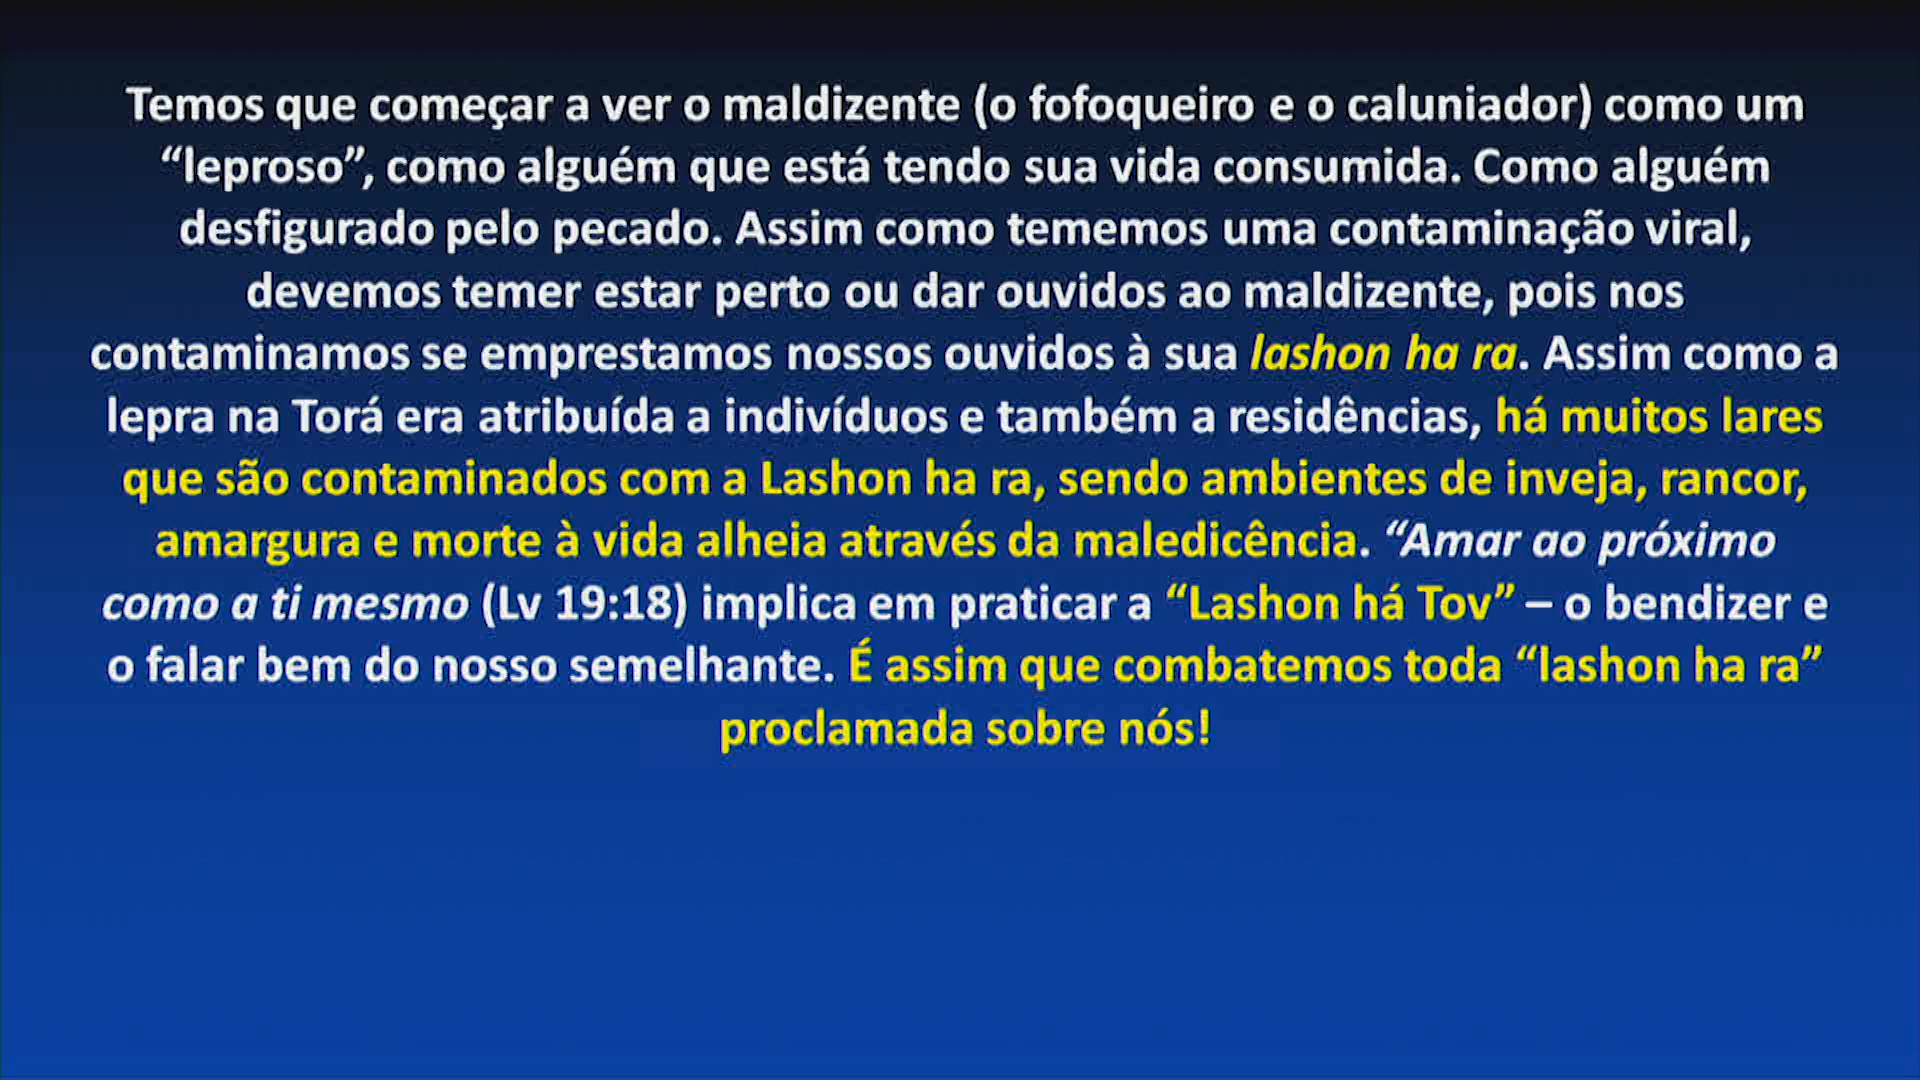 Temos que começar a ver o maldizente (o fofoqueiro e o caluniador) como um
“leproso”, como alguém que está tendo sua vida consumida. Como alguém
desfigurado pelo pecado. Assim como tememos uma contaminação viral,
devemos temer estar perto ou dar ouvidos ao maldizente, pois nos
contaminamos se emprestamos nossos ouvidos à sua lashon ha ra. Assim como a
lepra na Torá era atribuída a indivíduos e também a residências, há muitos lares
que são contaminados com a Lashon ha ra, sendo ambientes de inveja, rancor,
amargura e morte à vida alheia através da maledicência. “Amar ao próximo
como a ti mesmo (Lv 19:18) implica em praticar a “Lashon há Tov” – o bendizer e
o falar bem do nosso semelhante. É assim que combatemos toda “lashon ha ra”
proclamada sobre nós!